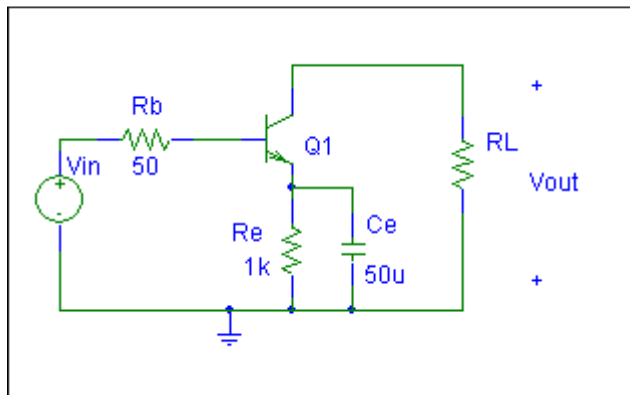 Rb
50
Vin
+
-
Q1
Re
1k
Ce
50u
RL
+
Vout
+